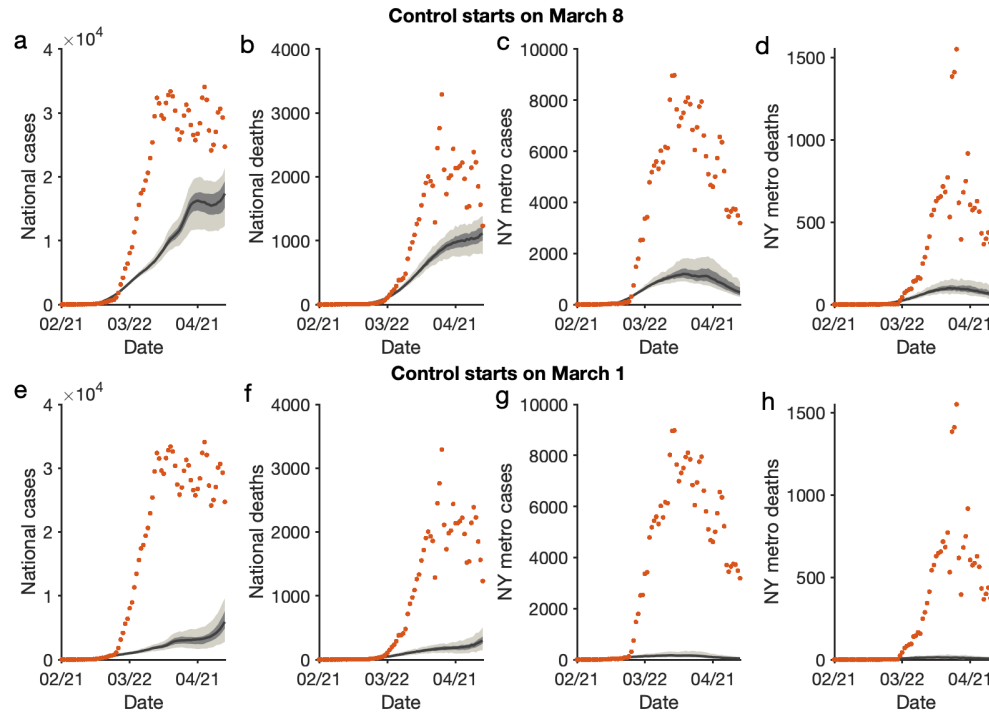 Control starts on March 8
a
×10⁴
National cases
4
3
2
1
0
02/21
03/22
04/21
Date
b
National deaths
4000
3000
2000
1000
0
02/21
03/22
04/21
Date
c
NY metro cases
10000
8000
6000
4000
2000
0
02/21
03/22
04/21
Date
d
NY metro deaths
1500
1000
500
0
02/21
03/22
04/21
Date
Control starts on March 1
e
×10⁴
National cases
4
3
2
1
0
02/21
03/22
04/21
Date
f
National deaths
4000
3000
2000
1000
0
02/21
03/22
04/21
Date
g
NY metro cases
10000
8000
6000
4000
2000
0
02/21
03/22
04/21
Date
h
NY metro deaths
1500
1000
500
0
02/21
03/22
04/21
Date